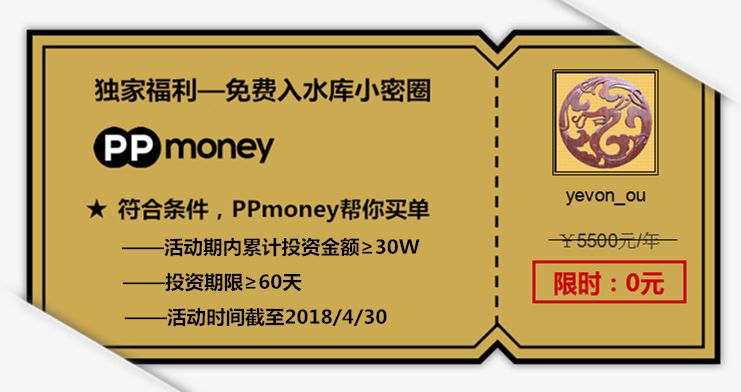 独家福利—免费入水库小密圈
PPmoney
★ 符合条件，PPmoney帮你买单
——活动期内累计投资金额≥30W
——投资期限≥60天
——活动时间截至2018/4/30
yevon_ou
￥5500元/年
限时：0元